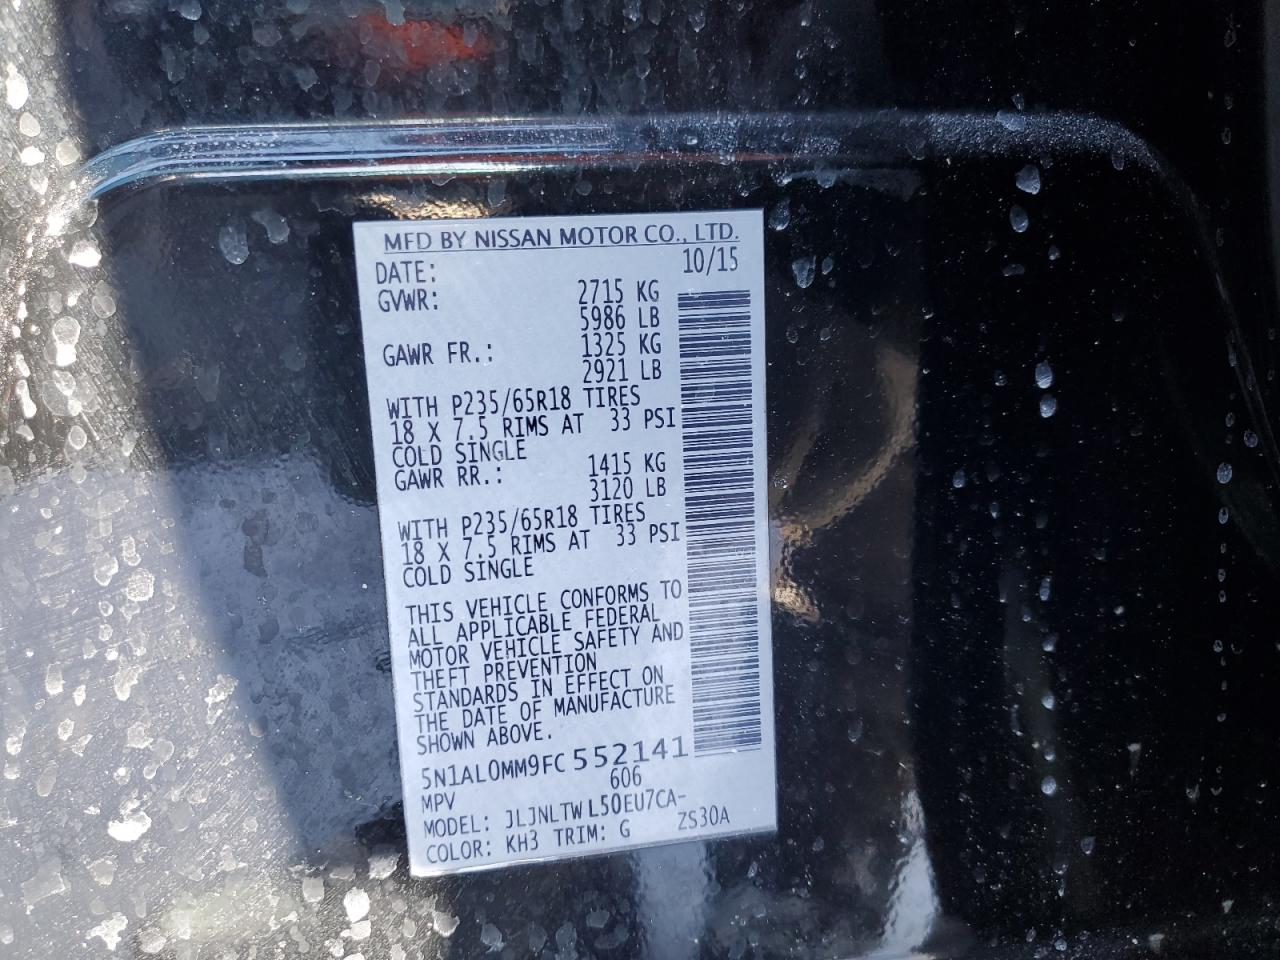 MFD BY NISSAN MOTOR CO., LTD.
DATE: 10/15
GVWR: 2715 KG
5986 LB
GAWR FR.: 1325 KG
2921 LB
WITH P235/65R18 TIRES
18 X 7.5 RIMS AT 33 PSI
COLD SINGLE
GAWR RR.: 1415 KG
3120 LB
WITH P235/65R18 TIRES
18 X 7.5 RIMS AT 33 PSI
COLD SINGLE
THIS VEHICLE CONFORMS TO
ALL APPLICABLE FEDERAL
MOTOR VEHICLE SAFETY AND
THEFT PREVENTION
STANDARDS IN EFFECT ON
THE DATE OF MANUFACTURE
SHOWN ABOVE.
5N1AL0MM9FC552141
MPV 606
MODEL: JLJNLTWL50EU7CA-
COLOR: KH3 TRIM: G ZS30A